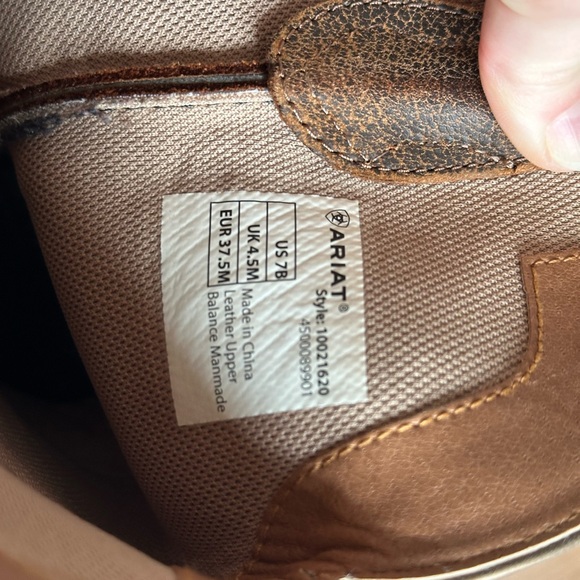 ARIAT®
Style: 10021620
4500089901
US 7B
UK 4.5M
EUR 37.5M
Made in China
Leather Upper
Balance Manmade